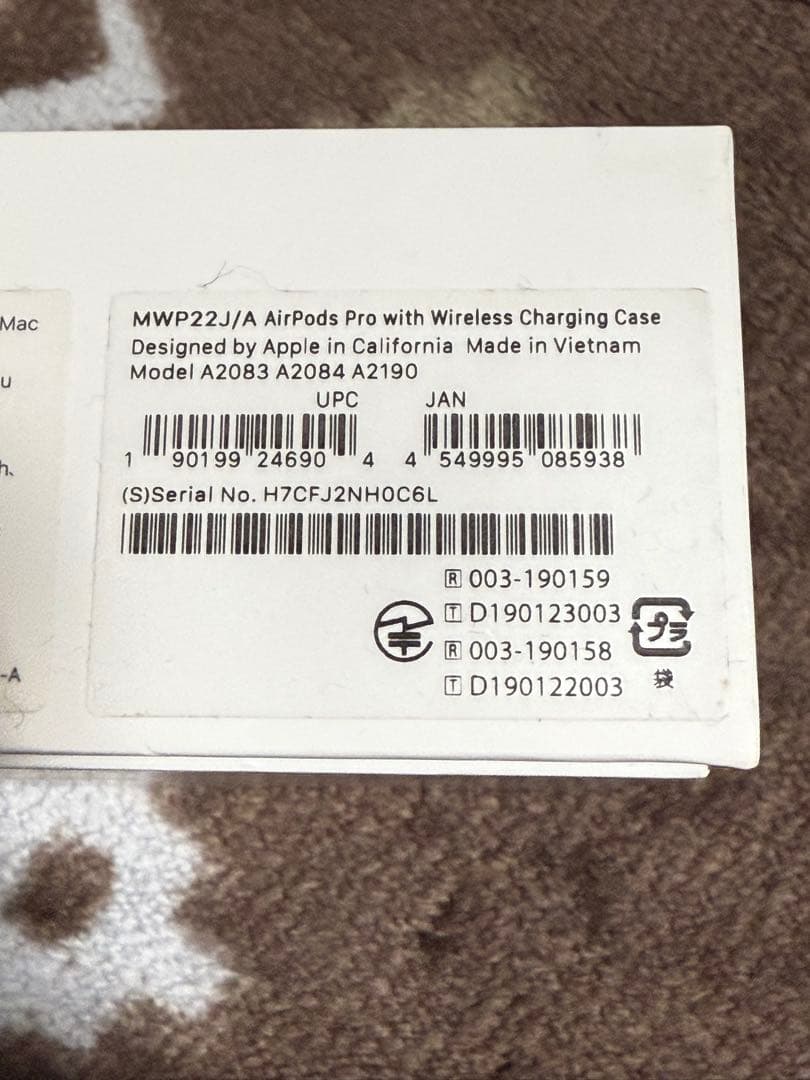 Mac
u
h、
-A
MWP22J/A AirPods Pro with Wireless Charging Case
Designed by Apple in California Made in Vietnam
Model A2083 A2084 A2190
UPC JAN
1 90199 24690 4 4 549995 085938
(S)Serial No. H7CFJ2NH0C6L
R 003-190159
T D190123003
R 003-190158
T D190122003
プラ
袋